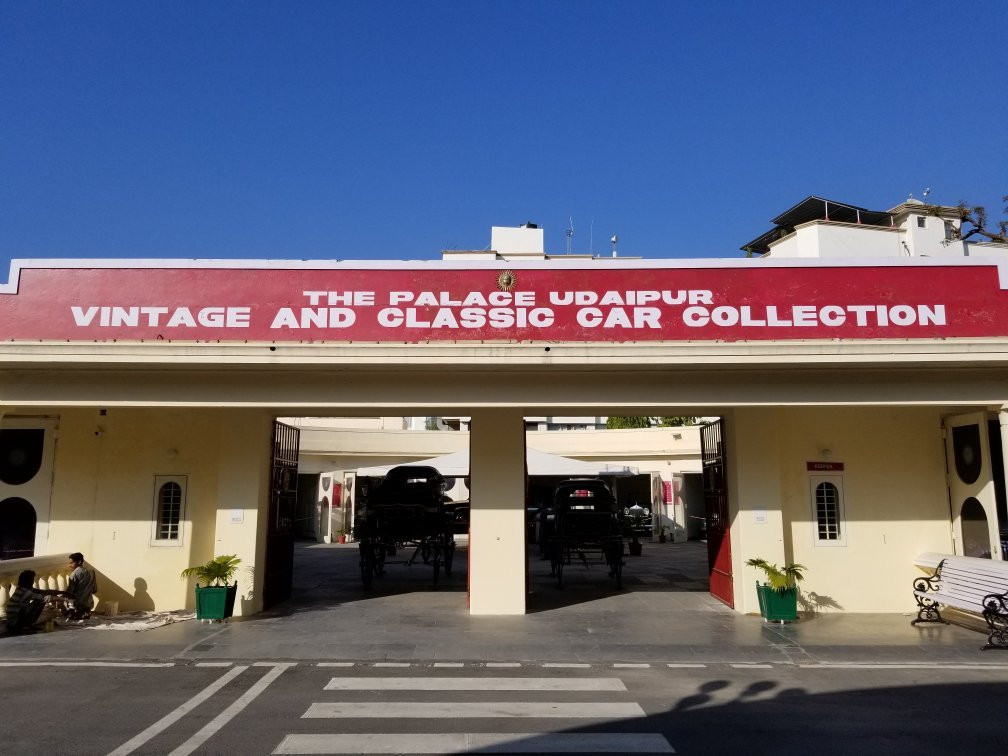 THE PALACE UDAIPUR
VINTAGE AND CLASSIC CAR COLLECTION